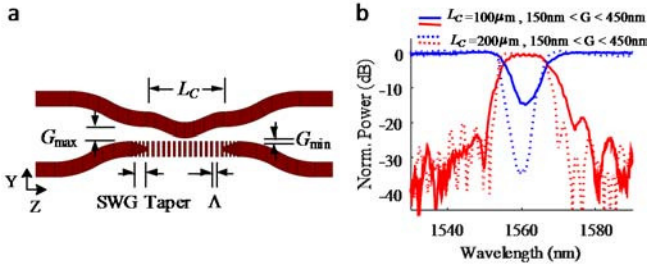 a
L_C
G_max
G_min
Y
Z
SWG Taper
Λ
b
L_C=100μm , 150nm < G < 450nm
L_C=200μm, 150nm < G < 450nm
Norm. Power (dB)
0
-10
-20
-30
-40
1540
1560
1580
Wavelength (nm)